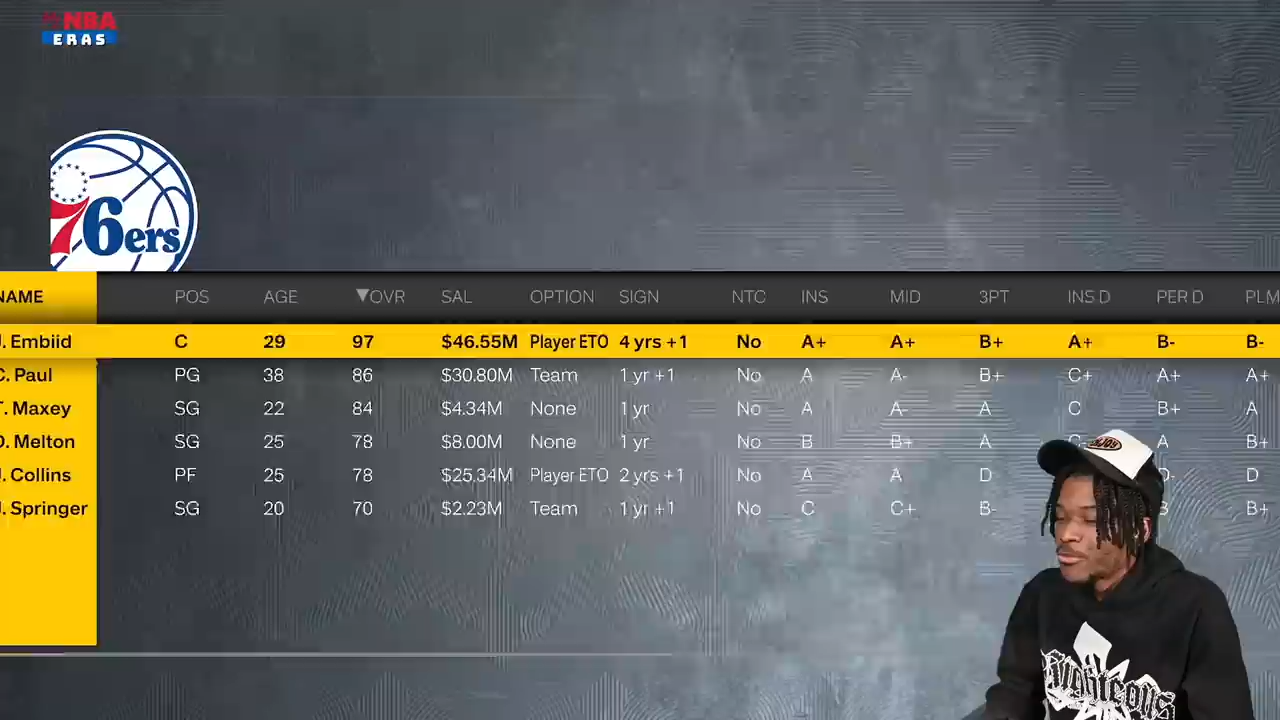 NBA
ERAS
76ers
NAME POS AGE ▼OVR SAL OPTION SIGN NTC INS MID 3PT INS D PER D PLM
J. Embiid C 29 97 $46.55M Player ETO 4 yrs +1 No A+ A+ B+ A+ B- B-
C. Paul PG 38 86 $30.80M Team 1 yr +1 No A A- B+ C+ A+ A+
T. Maxey SG 22 84 $4.34M None 1 yr No A A- A C B+ A
D. Melton SG 25 78 $8.00M None 1 yr No B B+ A A B+
J. Collins PF 25 78 $25.34M Player ETO 2 yrs +1 No A A D D- D
J. Springer SG 20 70 $2.23M Team 1 yr +1 No C C+ B- B B+
Righteous